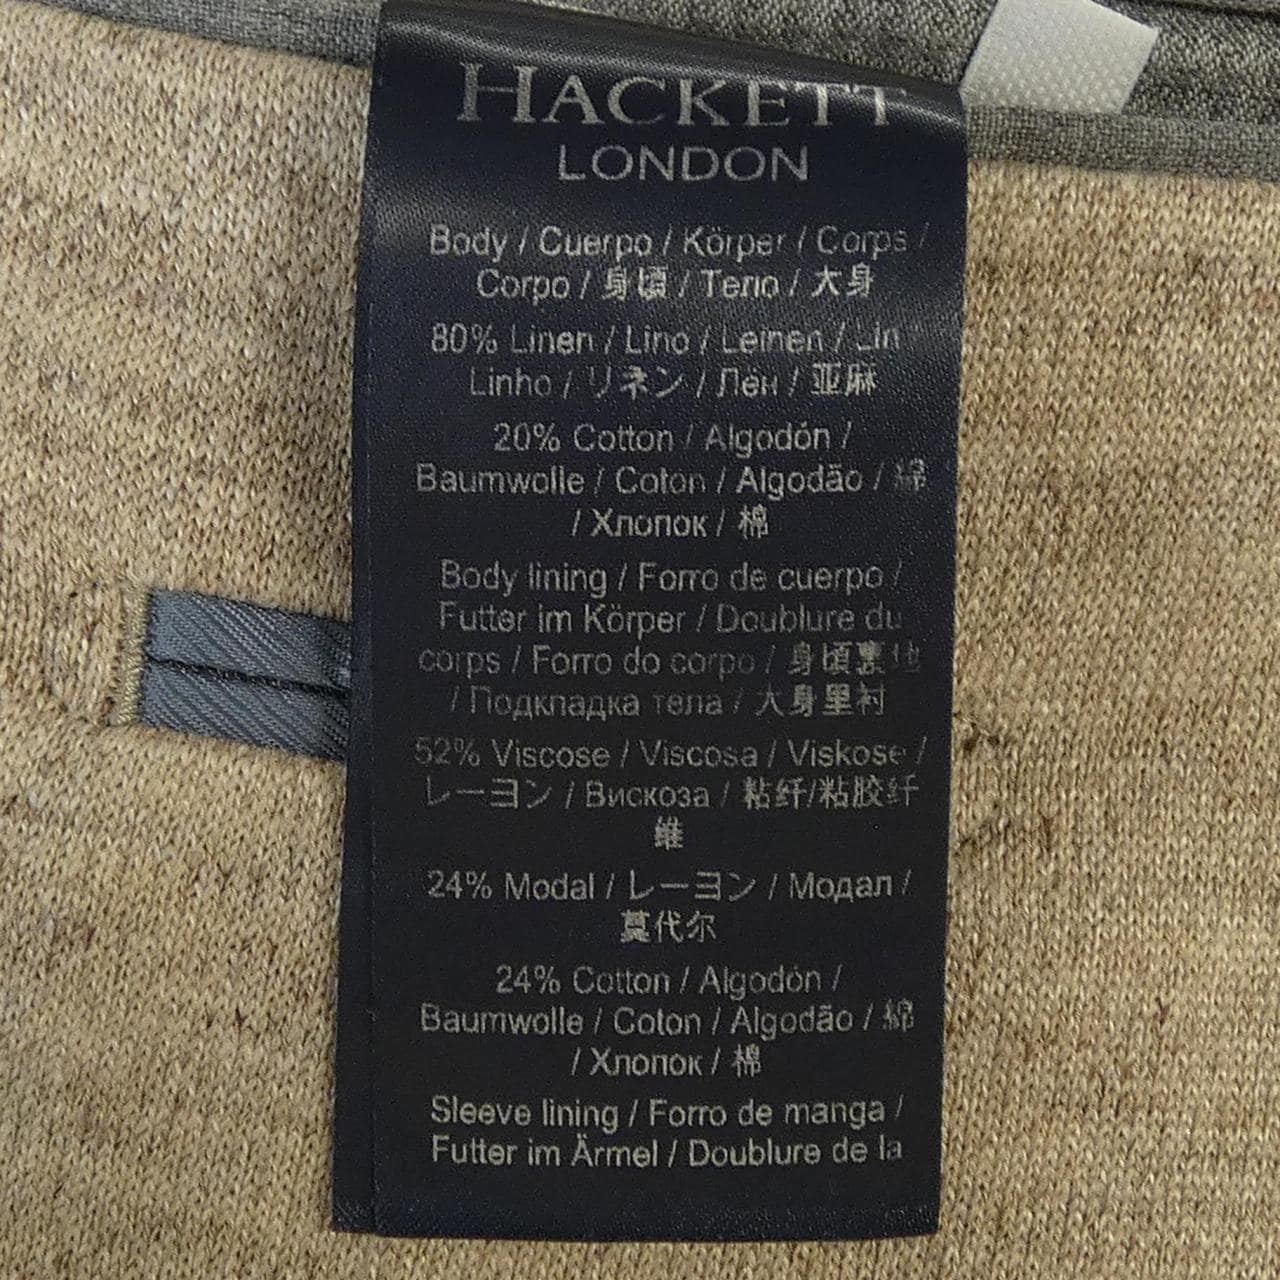 HACKETT
LONDON
Body / Cuerpo / Körper / Corps /
Corpo / 身頃 / Тело / 大身
80% Linen / Lino / Leinen / Lin
Linho / リネン / Лен / 亚麻
20% Cotton / Algodón /
Baumwolle / Coton / Algodão / 綿
/ Хлопок / 棉
Body lining / Forro de cuerpo /
Futter im Körper / Doublure du
corps / Forro do corpo / 身頃裏地
/ Подкладка тела / 大身里衬
52% Viscose / Viscosa / Viskose /
レーヨン / Вискоза / 粘纤/粘胶纤
维
24% Modal / レーヨン / Модал /
莫代尔
24% Cotton / Algodón /
Baumwolle / Coton / Algodão / 綿
/ Хлопок / 棉
Sleeve lining / Forro de manga /
Futter im Ärmel / Doublure de la